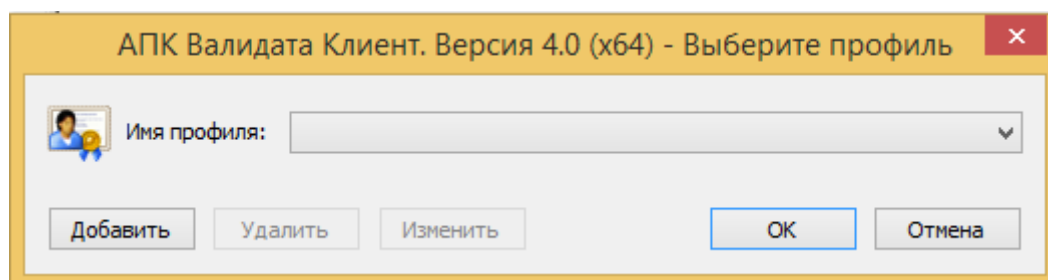 АПК Валидата Клиент. Версия 4.0 (x64) - Выберите профиль
Имя профиля:
Добавить Удалить Изменить OK Отмена